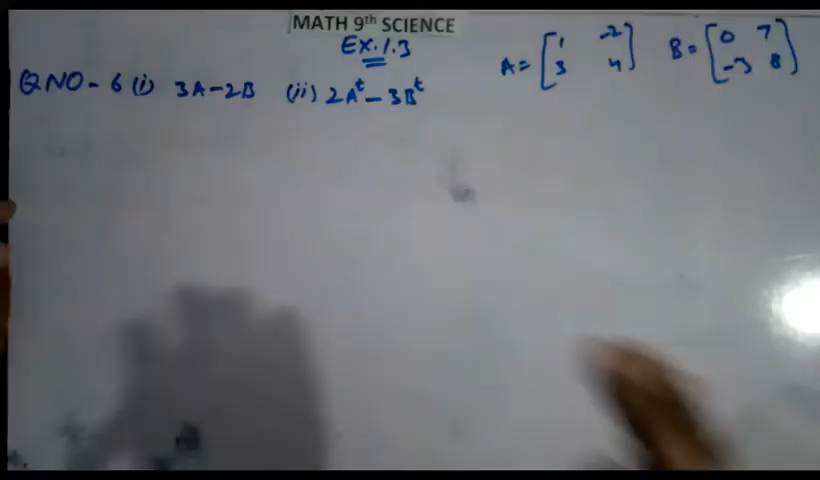 MATH 9th SCIENCE
EX.1.3
A = [1 -2 3 4] B = [0 7 -3 8]
Q NO - 6 (i) 3A - 2B (ii) 2A^t - 3B^t